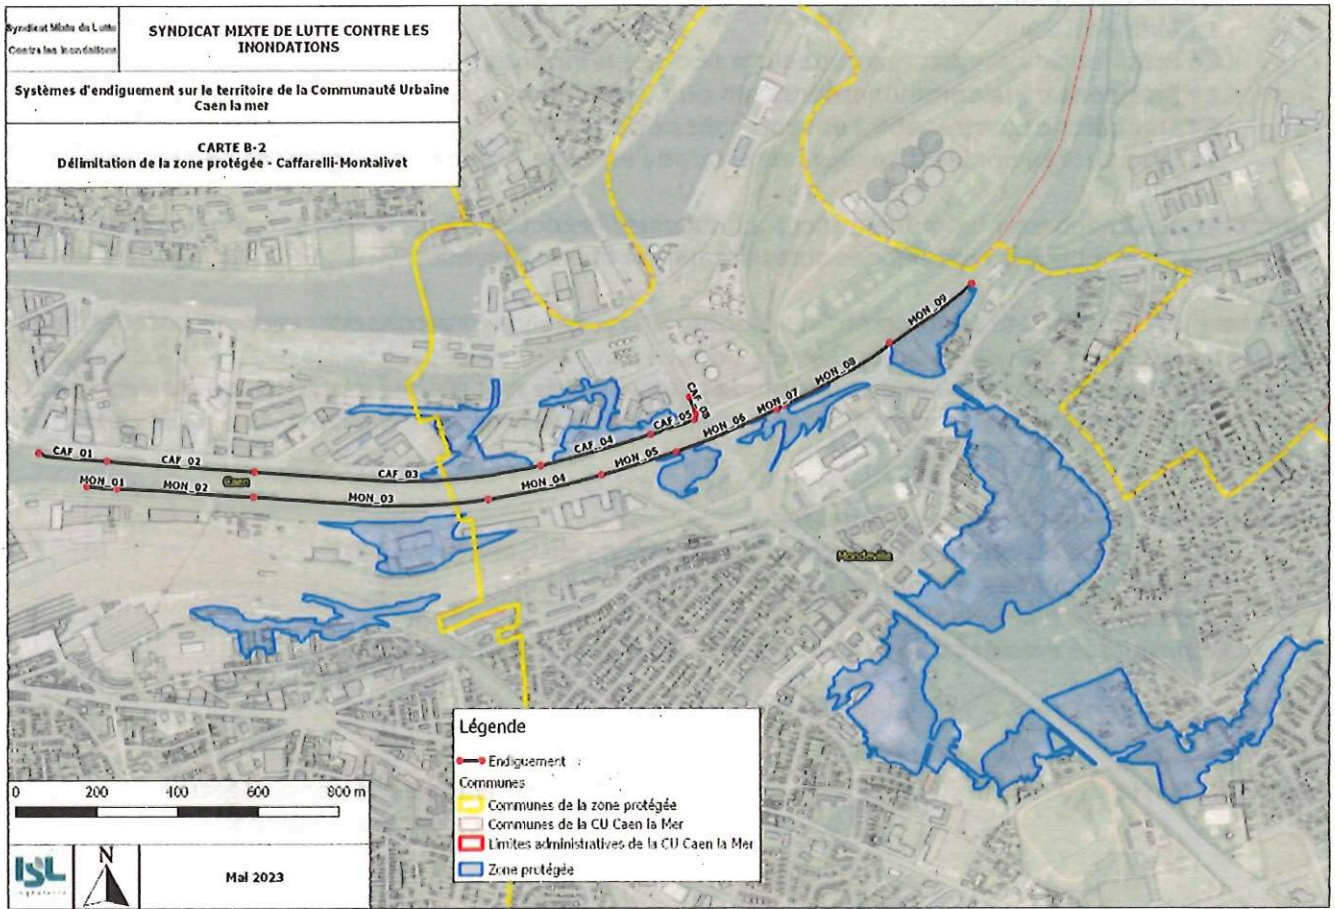 Syndicat Mixte de Lutte
Contre les Inondations
SYNDICAT MIXTE DE LUTTE CONTRE LES
INONDATIONS
Systèmes d'endiguement sur le territoire de la Communauté Urbaine
Caen la mer
CARTE B-2
Délimitation de la zone protégée - Caffarelli-Montalivet
MON_09
MON_08
MON_07
CAF_
MON_06
CAF_05
CAF_04
MON_05
CAF_01
CAF_02
CAF_03
MON_04
Caen
MON_01
MON_02
MON_03
Mondeville
Légende
Endiguement
Communes
Communes de la zone protégée
Communes de la CU Caen la Mer
Limites administratives de la CU Caen la Mer
Zone protégée
0 200 400 600 800 m
ISL
Ingénierie
N
Mai 2023